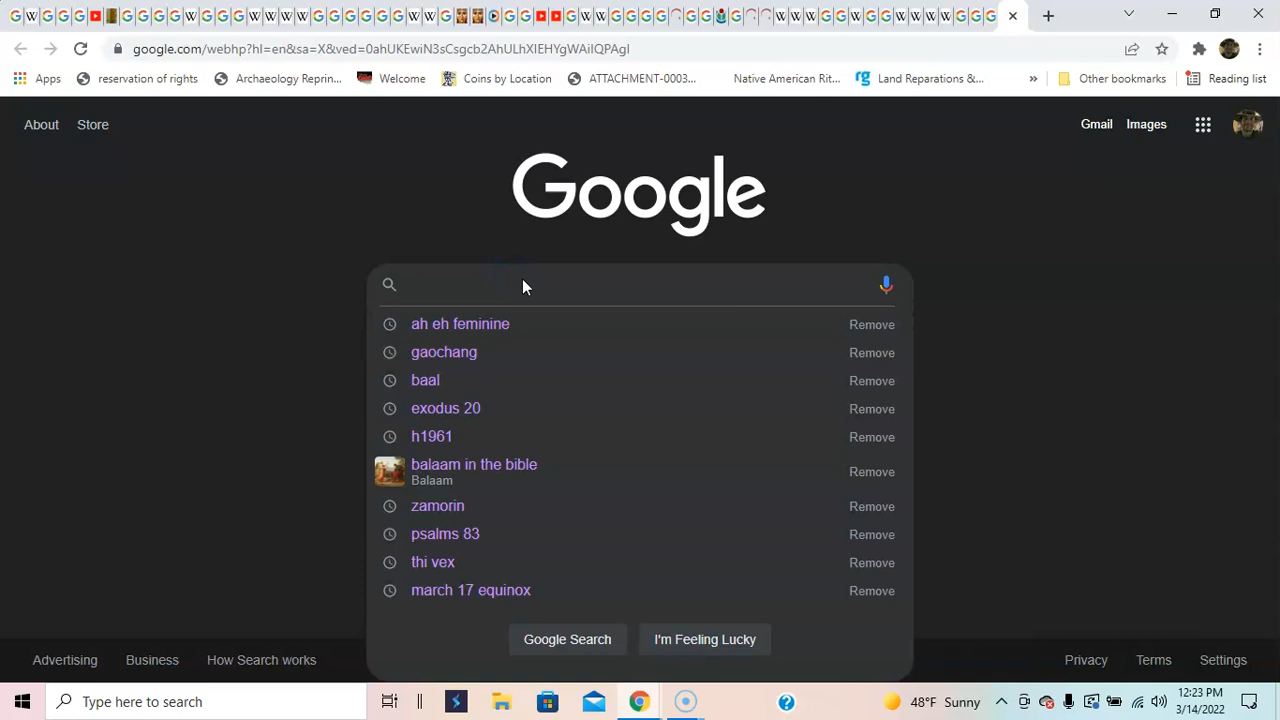 google.com/webhp?hl=en&sa=X&ved=0ahUKEwiN3sCsgcb2AhULhXIEHYgWAiIQPAgI
Apps reservation of rights Archaeology Reprin... Welcome Coins by Location ATTACHMENT-0003... Native American Rit... Land Reparations &... » Other bookmarks Reading list
About Store Gmail Images
Google
ah eh feminine Remove
gaochang Remove
baal Remove
exodus 20 Remove
h1961 Remove
balaam in the bible
Balaam Remove
zamorin Remove
psalms 83 Remove
thi vex Remove
march 17 equinox Remove
Google Search I'm Feeling Lucky
Advertising Business How Search works Privacy Terms Settings
Type here to search 48°F Sunny 12:23 PM
3/14/2022